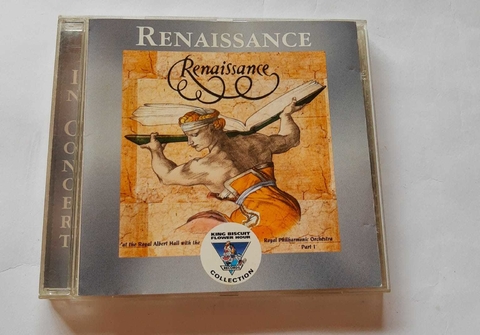 RENAISSANCE
IN CONCERT
Renaissance
at the Royal Albert Hall with the
Royal Philharmonic Orchestra
Part 1
KING BISCUIT
FLOWER HOUR
RECORDS
COLLECTION